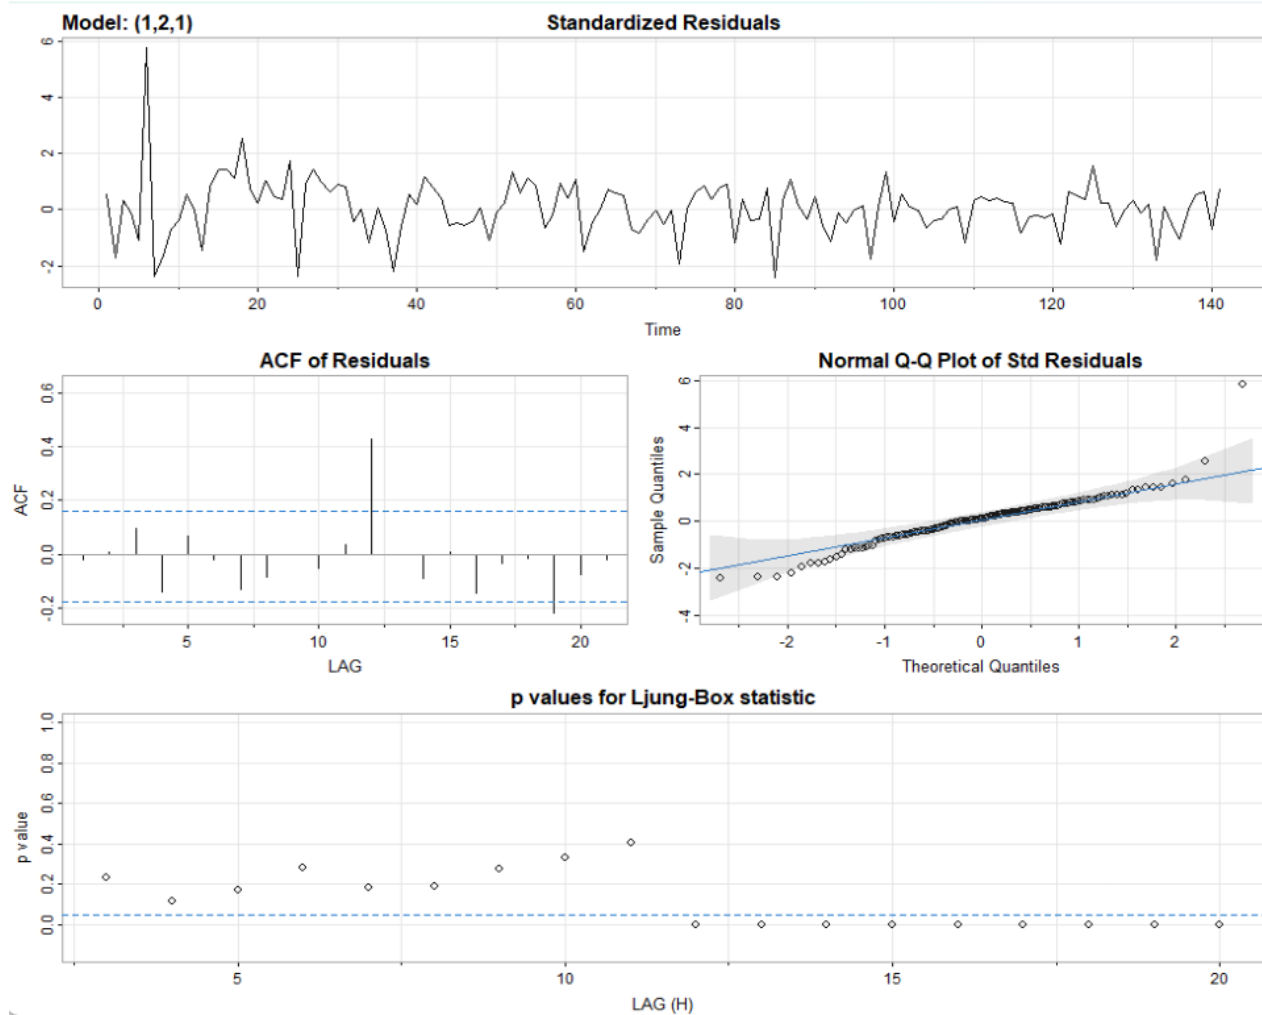 Model: (1,2,1) Standardized Residuals
6
4
2
0
-2
0 20 40 60 80 100 120 140
Time
ACF of Residuals
0.6
0.4
0.2
0.0
-0.2
ACF
5 10 15 20
LAG
Normal Q-Q Plot of Std Residuals
6
4
2
0
-2
-4
Sample Quantiles
-2 -1 0 1 2
Theoretical Quantiles
p values for Ljung-Box statistic
1.0
0.8
0.6
0.4
0.2
0.0
p value
5 10 15 20
LAG (H)